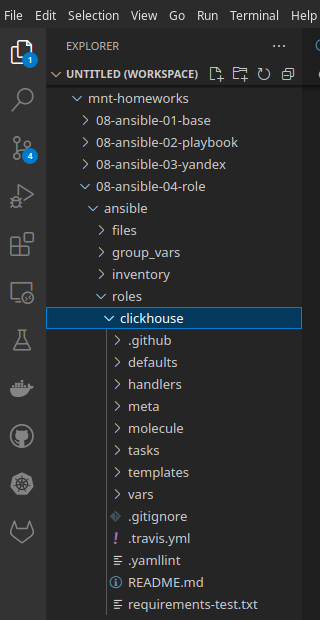 File Edit Selection View Go Run Terminal Help
EXPLORER ...
1
UNTITLED (WORKSPACE)
mnt-homeworks
08-ansible-01-base
08-ansible-02-playbook
4
08-ansible-03-yandex
08-ansible-04-role
ansible
files
group_vars
inventory
roles
clickhouse
.github
defaults
handlers
meta
molecule
tasks
templates
vars
.gitignore
! .travis.yml
.yamllint
README.md
requirements-test.txt